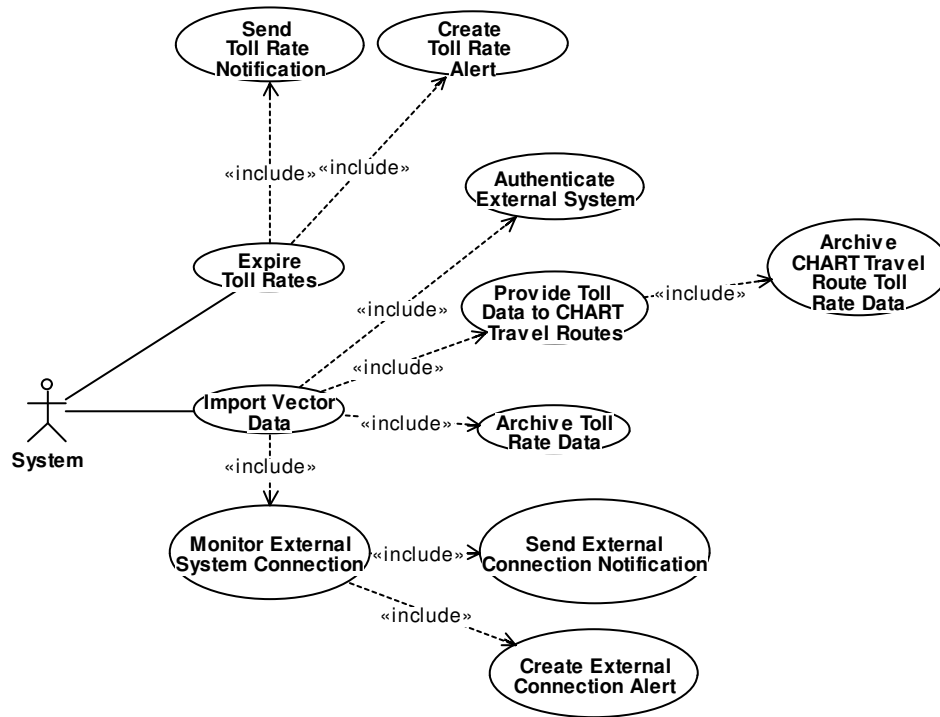 Send
Toll Rate
Notification
Create
Toll Rate
Alert
«include»
«include»
Authenticate
External System
Expire
Toll Rates
Archive
CHART Travel
Route Toll
Rate Data
«include»
Provide Toll
Data to CHART
Travel Routes
«include»
«include»
Import Vector
Data
«include»
Archive Toll
Rate Data
System
«include»
Monitor External
System Connection
«include»
Send External
Connection Notification
«include»
Create External
Connection Alert